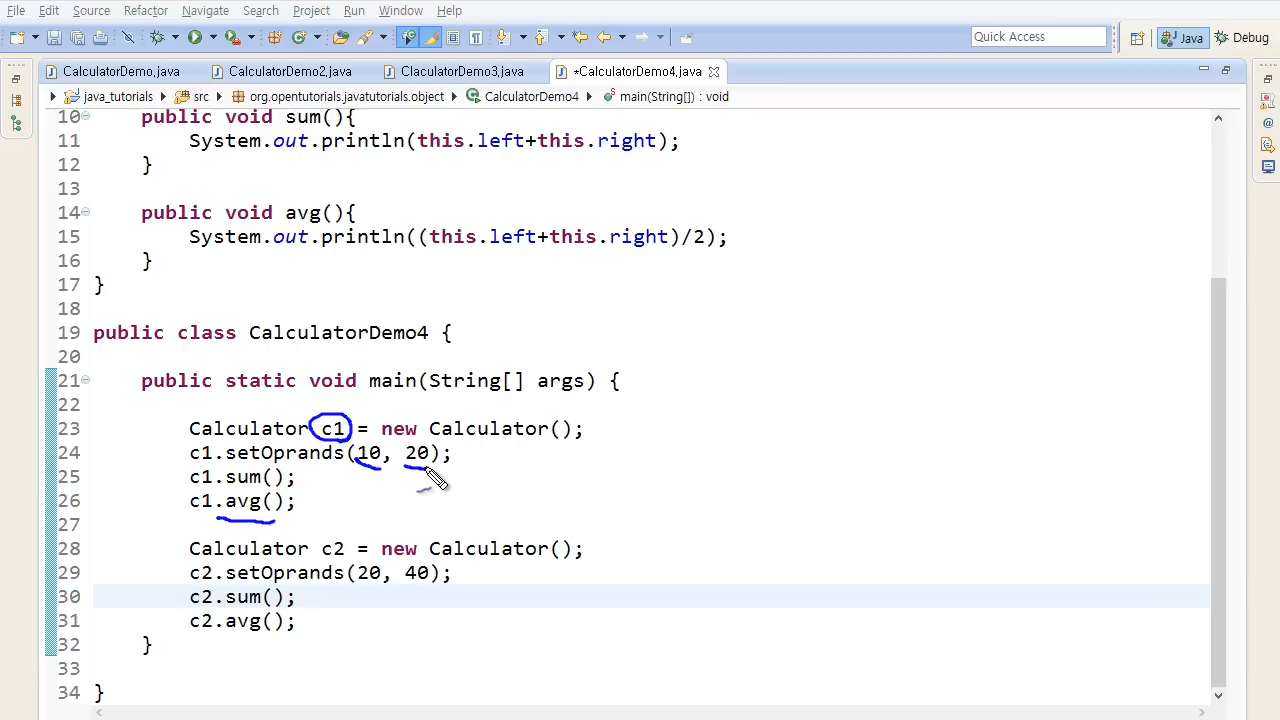 File Edit Source Refactor Navigate Search Project Run Window Help
Quick Access Java Debug
CalculatorDemo,java CalculatorDemo2,java ClaculatorDemo3,java *CalculatorDemo4,java
java_tutorials src org.opentutorials.javatutorials.object CalculatorDemo4 main(String[]) : void
10 public void sum(){
11 System.out.println(this.left+this.right);
12 }
13
14 public void avg(){
15 System.out.println((this.left+this.right)/2);
16 }
17 }
18
19 public class CalculatorDemo4 {
20
21 public static void main(String[] args) {
22
23 Calculator c1 = new Calculator();
24 c1.setOprands(10, 20);
25 c1.sum();
26 c1.avg();
27
28 Calculator c2 = new Calculator();
29 c2.setOprands(20, 40);
30 c2.sum();
31 c2.avg();
32 }
33
34 }